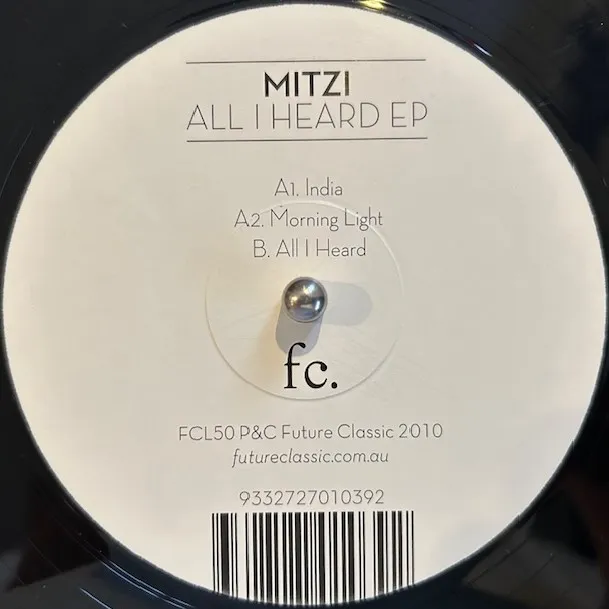 MITZI
ALL I HEARD EP
A1. India
A2. Morning Light
B. All I Heard
fc.
FCL50 P&C Future Classic 2010
futureclassic.com.au
9332727010392